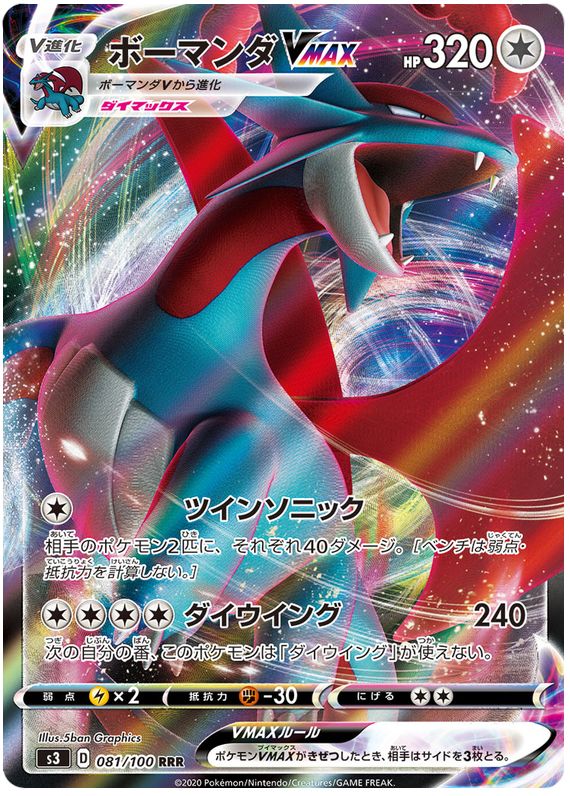 V進化
ボーマンダVMAX
HP320
ボーマンダVから進化
ダイマックス
ツインソニック
相手のポケモン2匹に、それぞれ40ダメージ。[ベンチは弱点・
抵抗力を計算しない。]
ダイウイング 240
次の自分の番、このポケモンは「ダイウイング」が使えない。
弱点 ×2 抵抗力 -30 にげる
Illus.5ban Graphics
VMAXルール
ポケモンVMAXがきぜつしたとき、相手はサイドを3枚とる。
s3 D 081/100 RRR
©2020 Pokémon/Nintendo/Creatures/GAME FREAK.